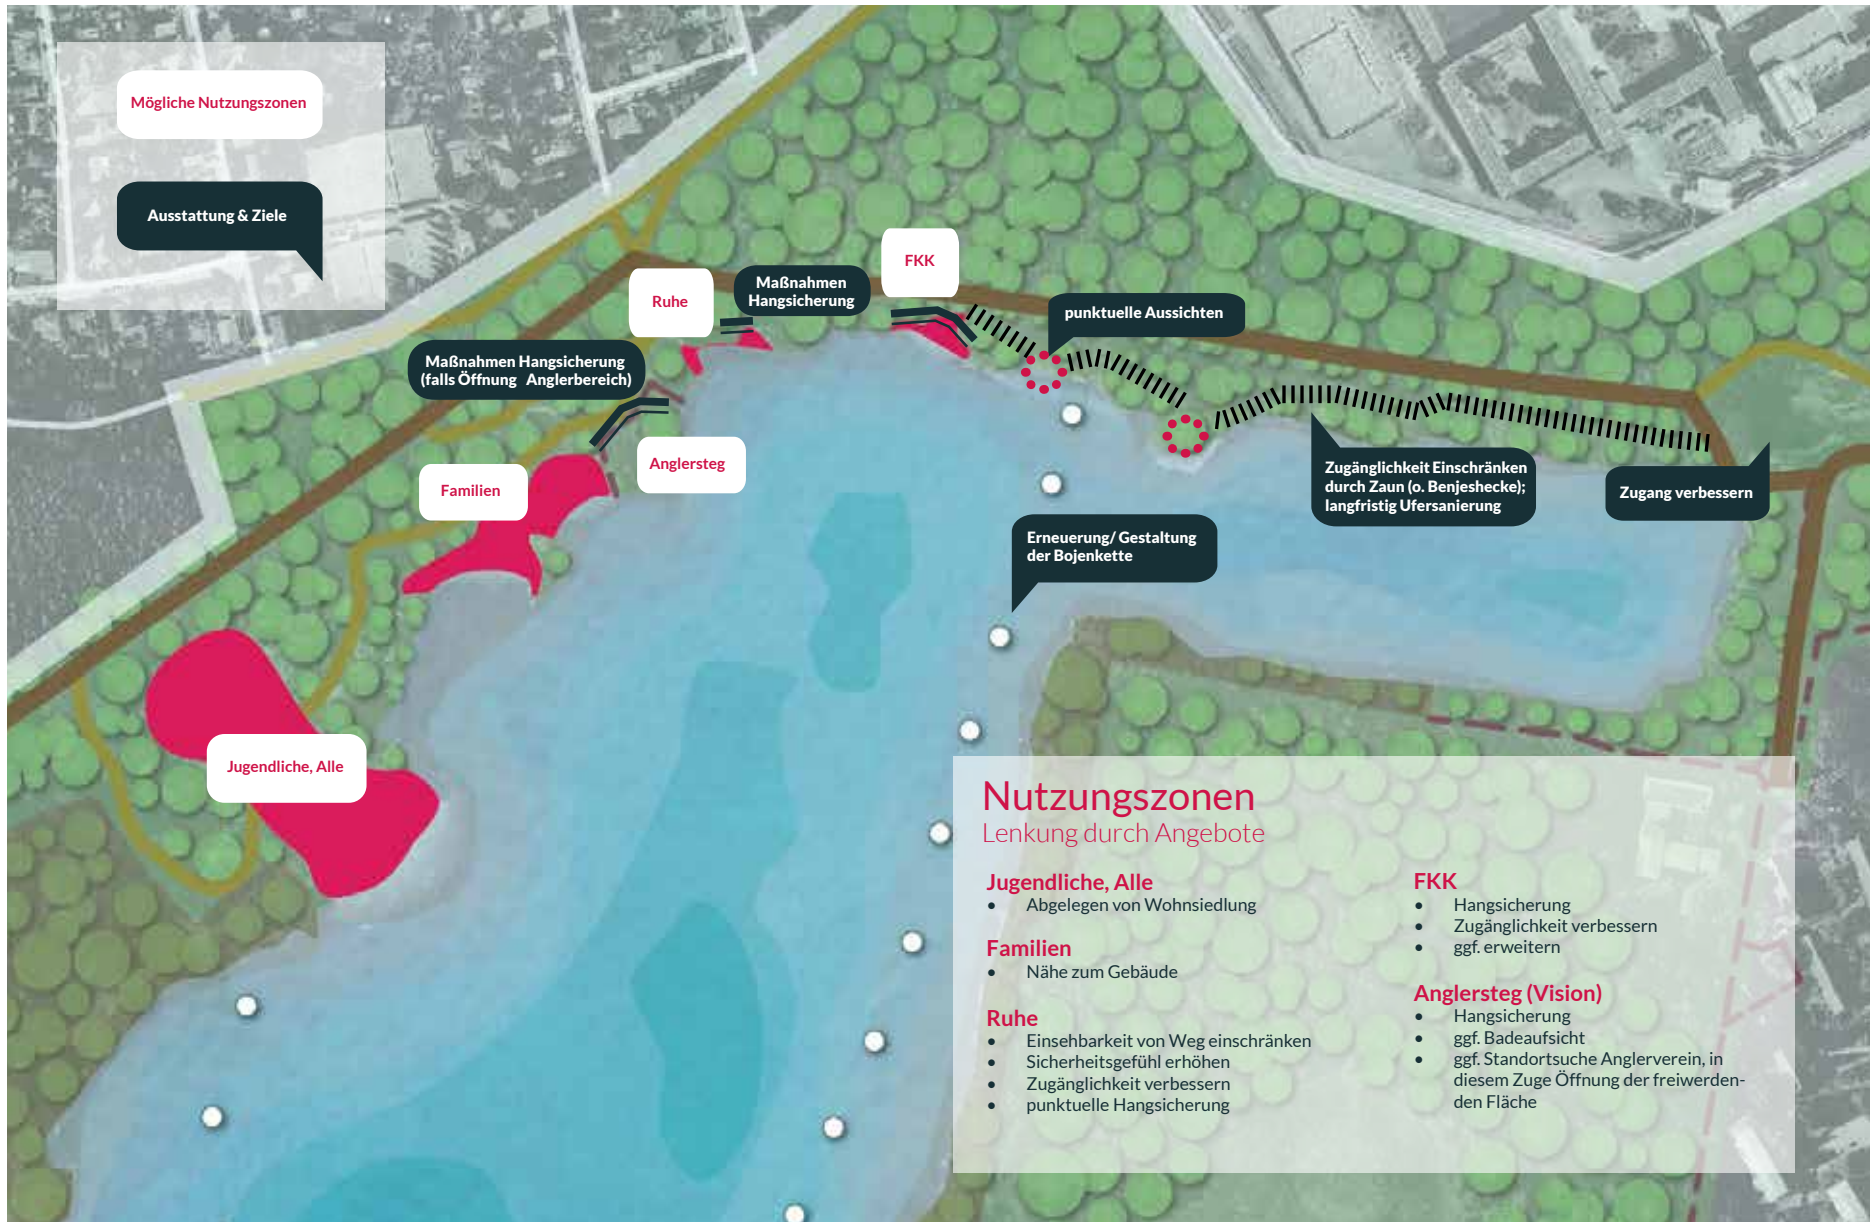 Mögliche Nutzungszonen
Ausstattung & Ziele
FKK
Ruhe
Maßnahmen
Hangsicherung
punktuelle Aussichten
Maßnahmen Hangsicherung
(falls Öffnung Anglerbereich)
Anglersteg
Familien
Zugänglichkeit Einschränken
durch Zaun (o. Benjeshecke);
langfristig Ufersanierung
Zugang verbessern
Erneuerung/ Gestaltung
der Bojenkette
Jugendliche, Alle
Nutzungszonen
Lenkung durch Angebote
Jugendliche, Alle
• Abgelegen von Wohnsiedlung
Familien
• Nähe zum Gebäude
Ruhe
• Einsehbarkeit von Weg einschränken
• Sicherheitsgefühl erhöhen
• Zugänglichkeit verbessern
• punktuelle Hangsicherung
FKK
• Hangsicherung
• Zugänglichkeit verbessern
• ggf. erweitern
Anglersteg (Vision)
• Hangsicherung
• ggf. Badeaufsicht
• ggf. Standortsuche Anglerverein, in
diesem Zuge Öffnung der freiwerden-
den Fläche